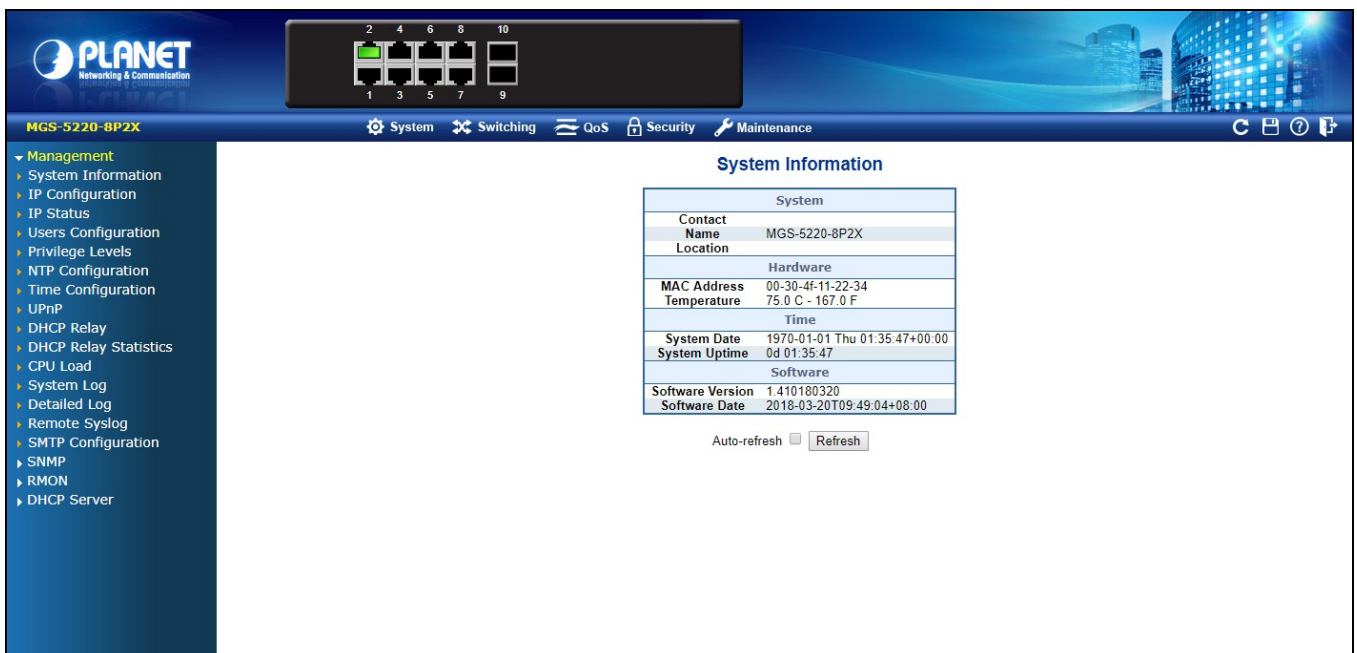 PLANET
Networking & Communication
2 4 6 8 10
1 3 5 7 9
MGS-5220-8P2X
System Switching QoS Security Maintenance
Management
System Information
IP Configuration
IP Status
Users Configuration
Privilege Levels
NTP Configuration
Time Configuration
UPnP
DHCP Relay
DHCP Relay Statistics
CPU Load
System Log
Detailed Log
Remote Syslog
SMTP Configuration
SNMP
RMON
DHCP Server
System Information
System
Contact
Name MGS-5220-8P2X
Location
Hardware
MAC Address 00-30-4f-11-22-34
Temperature 75.0 C - 167.0 F
Time
System Date 1970-01-01 Thu 01:35:47+00:00
System Uptime 0d 01:35:47
Software
Software Version 1.410180320
Software Date 2018-03-20T09:49:04+08:00
Auto-refresh Refresh